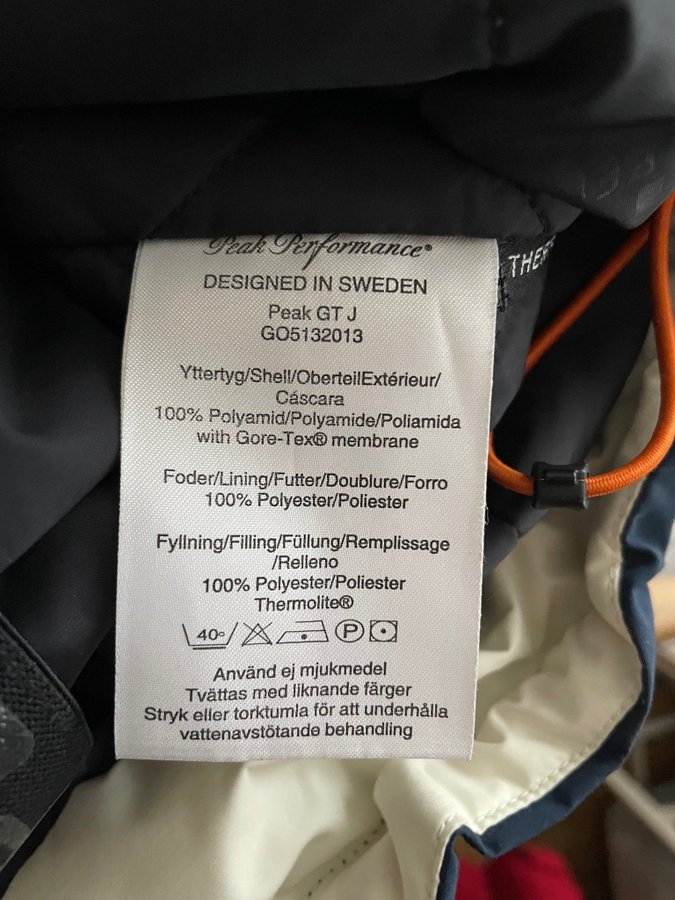 Peak Performance®
DESIGNED IN SWEDEN
Peak GT J
GO5132013
Yttertyg/Shell/OberteilExtérieur/
Cáscara
100% Polyamid/Polyamide/Poliamida
with Gore-Tex® membrane
Foder/Lining/Futter/Doublure/Forro
100% Polyester/Poliester
Fyllning/Filling/Füllung/Remplissage
/Relleno
100% Polyester/Poliester
Thermolite®
40°
P
Använd ej mjukmedel
Tvättas med liknande färger
Stryk eller torktumla för att underhålla
vattenavstötande behandling
THER